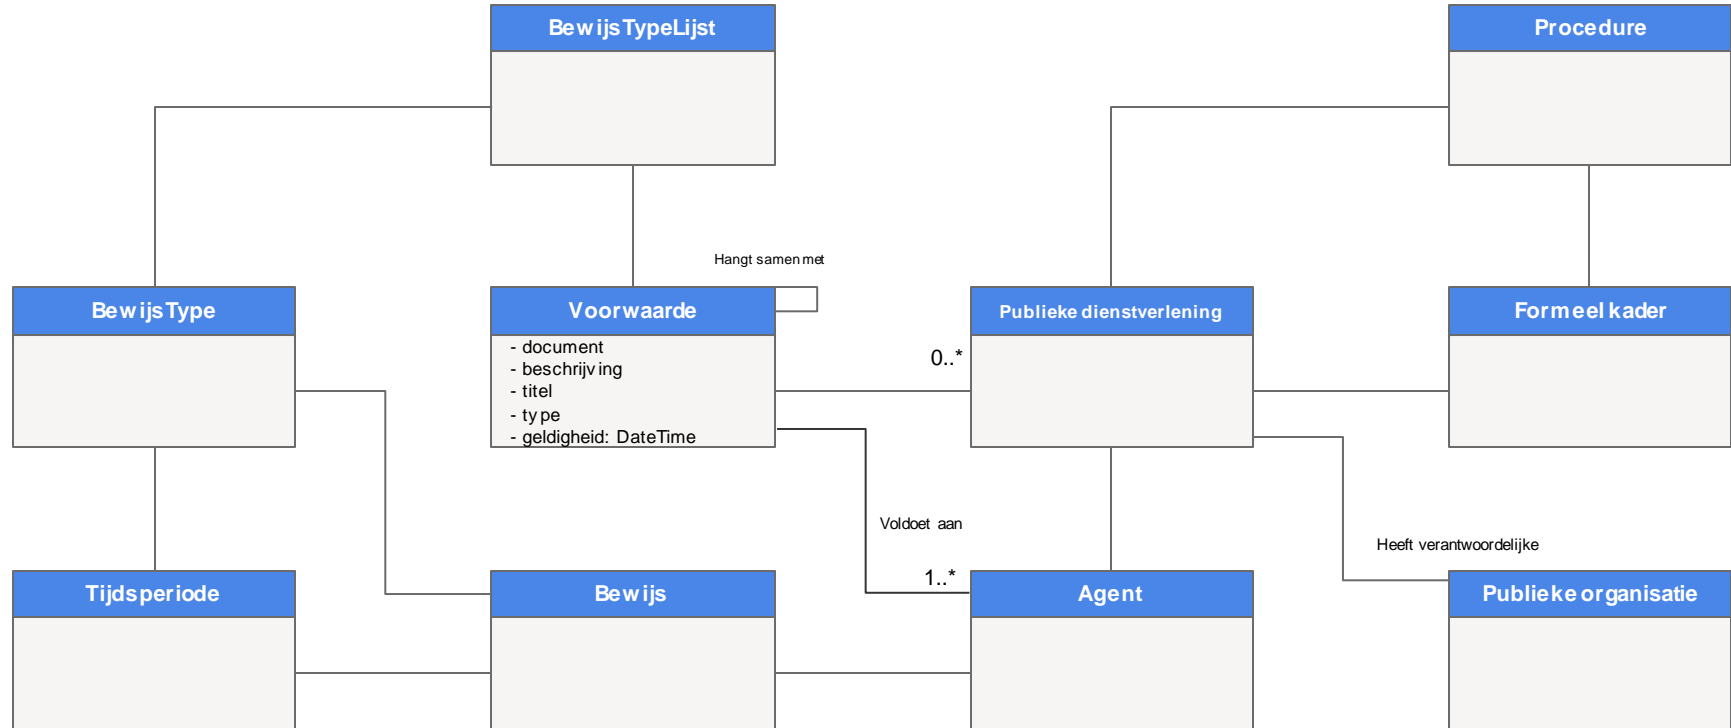 BewijsTypeLijst
Procedure
Hangt samen met
BewijsType
Voorwaarde
Publieke dienstverlening
Formeel kader
- document
- beschrijving
- titel
- type
- geldigheid: DateTime
0..*
Voldoet aan
Heeft verantwoordelijke
1..*
Tijdsperiode
Bewijs
Agent
Publieke organisatie